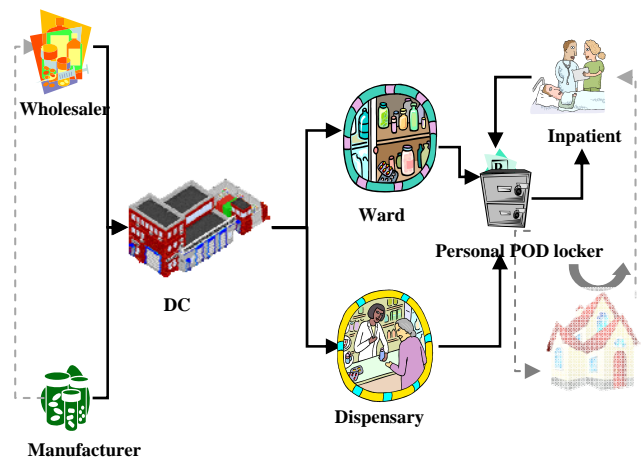 Wholesaler
Inpatient
Ward
Personal POD locker
DC
Dispensary
Manufacturer